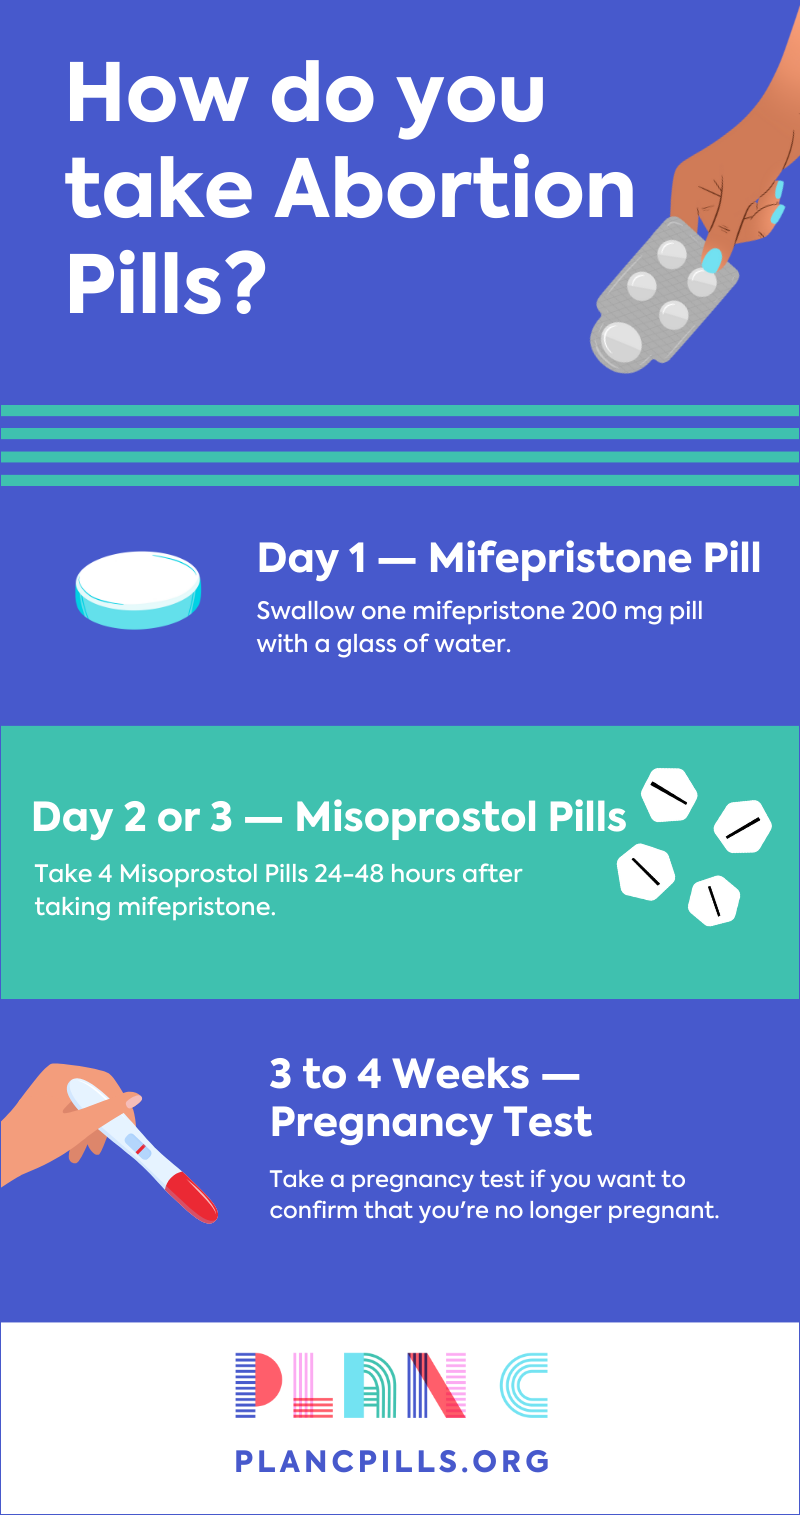 How do you
take Abortion
Pills?
Day 1 — Mifepristone Pill
Swallow one mifepristone 200 mg pill
with a glass of water.
Day 2 or 3 — Misoprostol Pills
Take 4 Misoprostol Pills 24-48 hours after
taking mifepristone.
3 to 4 Weeks —
Pregnancy Test
Take a pregnancy test if you want to
confirm that you're no longer pregnant.
PLAN C
PLANCPILLS.ORG